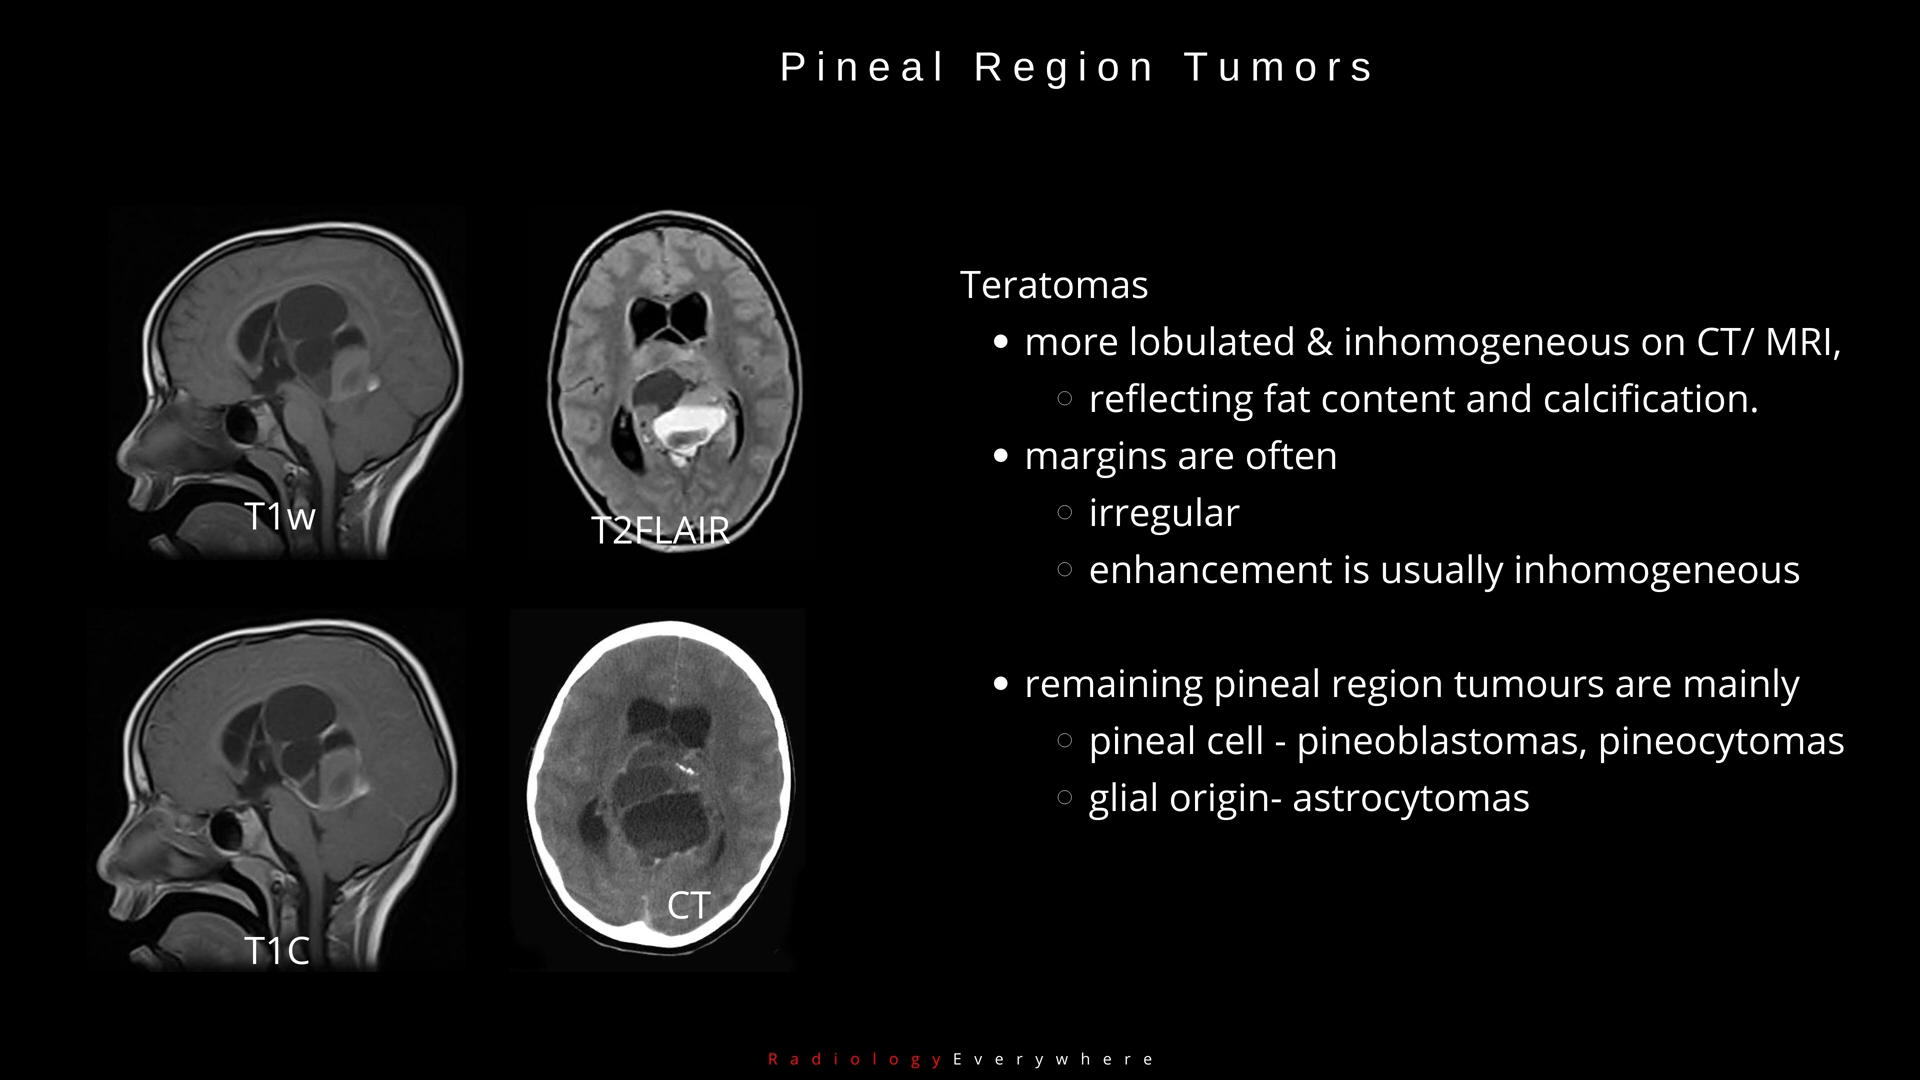 Pineal Region Tumors
T1w
T2FLAIR
T1C
CT
Teratomas
more lobulated & inhomogeneous on CT/ MRI,
reflecting fat content and calcification.
margins are often
irregular
enhancement is usually inhomogeneous
remaining pineal region tumours are mainly
pineal cell - pineoblastomas, pineocytomas
glial origin- astrocytomas
RadiologyEverywhere